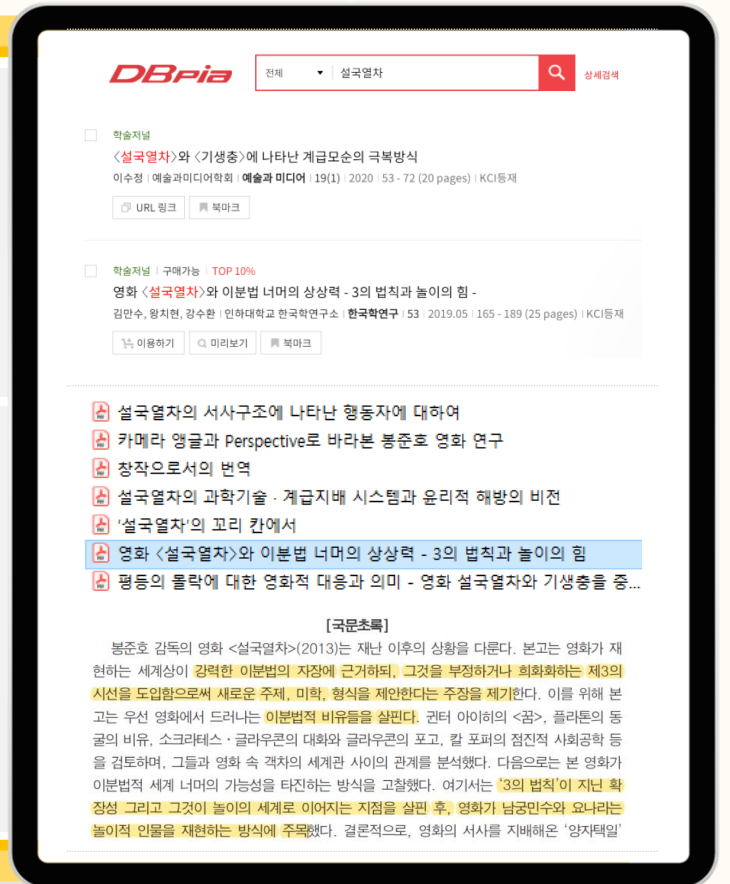 DBpia
전체 설국열차 상세검색
학술저널
<설국열차>와 <기생충>에 나타난 계급모순의 극복방식
이수정 | 예술과미디어학회 | 예술과 미디어 | 19(1) | 2020 | 53 - 72 (20 pages) | KCI등재
URL 링크 북마크
학술저널 | 구매가능 | TOP 10%
영화 <설국열차>와 이분법 너머의 상상력 - 3의 법칙과 놀이의 힘 -
김만수, 왕치현, 강수환 | 인하대학교 한국학연구소 | 한국학연구 | 53 | 2019.05 | 165 - 189 (25 pages) | KCI등재
이용하기 미리보기 북마크
설국열차의 서사구조에 나타난 행동자에 대하여
카메라 앵글과 Perspective로 바라본 봉준호 영화 연구
창작으로서의 번역
설국열차의 과학기술 · 계급지배 시스템과 윤리적 해방의 비전
'설국열차'의 꼬리 칸에서
영화 <설국열차>와 이분법 너머의 상상력 - 3의 법칙과 놀이의 힘
평등의 몰락에 대한 영화적 대응과 의미 - 영화 설국열차와 기생충을 중...
[국문초록]
봉준호 감독의 영화 <설국열차>(2013)는 재난 이후의 상황을 다룬다. 본고는 영화가 재
현하는 세계상이 강력한 이분법의 자장에 근거하되, 그것을 부정하거나 희화화하는 제3의
시선을 도입함으로써 새로운 주제, 미학, 형식을 제안한다는 주장을 제기한다. 이를 위해 본
고는 우선 영화에서 드러나는 이분법적 비유들을 살핀다. 귄터 아이히의 <꿈>, 플라톤의 동
굴의 비유, 소크라테스 · 글라우콘의 대화와 글라우콘의 포고, 칼 포퍼의 점진적 사회공학 등
을 검토하며, 그들과 영화 속 객차의 세계관 사이의 관계를 분석했다. 다음으로는 본 영화가
이분법적 세계 너머의 가능성을 타진하는 방식을 고찰했다. 여기서는 '3의 법칙'이 지닌 확
장성 그리고 그것이 놀이의 세계로 이어지는 지점을 살핀 후, 영화가 남궁민수와 요나라는
놀이적 인물을 재현하는 방식에 주목했다. 결론적으로, 영화의 서사를 지배해온 '양자택일'